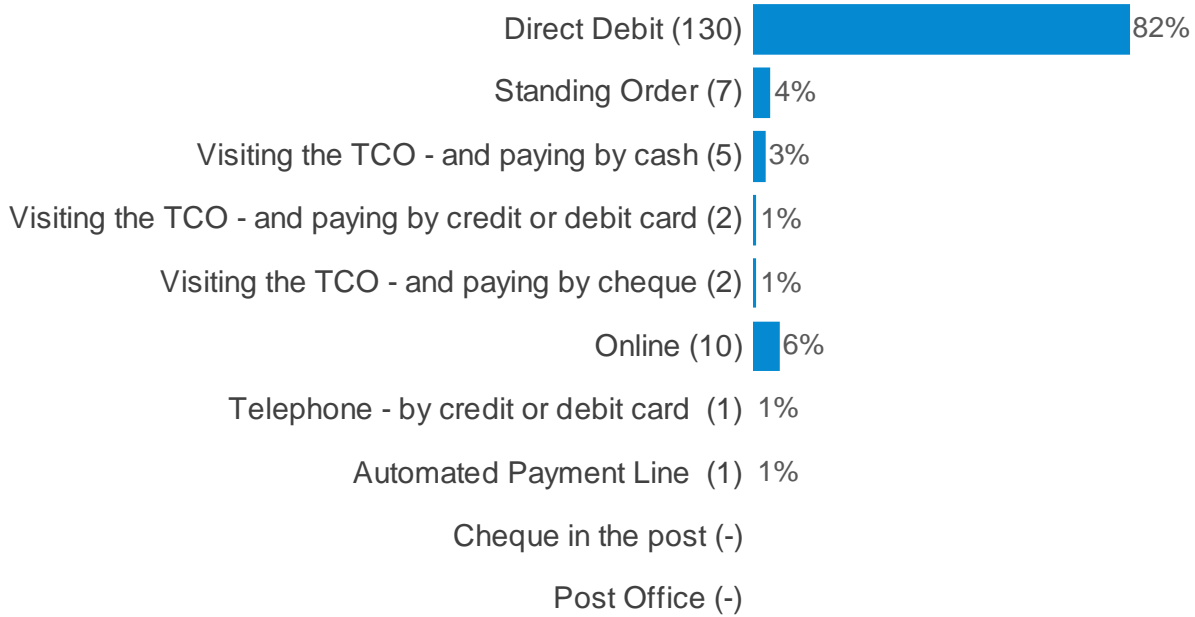 Direct Debit (130) 82%
Standing Order (7) 4%
Visiting the TCO - and paying by cash (5) 3%
Visiting the TCO - and paying by credit or debit card (2) 1%
Visiting the TCO - and paying by cheque (2) 1%
Online (10) 6%
Telephone - by credit or debit card (1) 1%
Automated Payment Line (1) 1%
Cheque in the post (-)
Post Office (-)